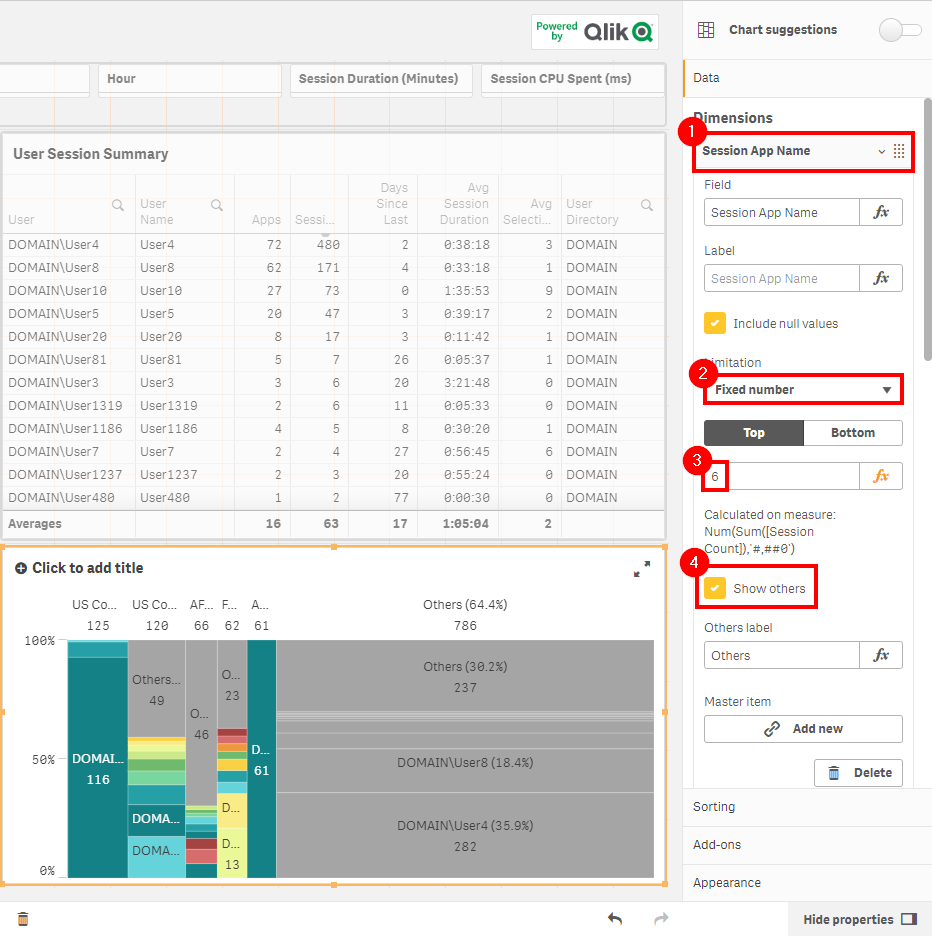 Powered
by
Qlik
Chart suggestions
Data
Hour
Session Duration (Minutes)
Session CPU Spent (ms)
Dimensions
1
Session App Name
Field
Session App Name
fx
Label
Session App Name
fx
Include null values
Limitation
2
Fixed number
Top
Bottom
3
6
fx
Calculated on measure:
Num(Sum([Session
Count]),'#,##0')
4
Show others
Others label
Others
fx
Master item
Add new
Delete
Sorting
Add-ons
Appearance
Hide properties
User Session Summary
User
User
Name
Apps
Sessi...
Days
Since
Last
Avg
Session
Duration
Avg
Selecti...
User
Directory
DOMAIN\User4 User4 72 480 2 0:38:18 3 DOMAIN
DOMAIN\User8 User8 62 171 4 0:33:18 1 DOMAIN
DOMAIN\User10 User10 27 73 0 1:35:53 9 DOMAIN
DOMAIN\User5 User5 20 47 3 0:39:17 2 DOMAIN
DOMAIN\User20 User20 8 17 3 0:11:42 1 DOMAIN
DOMAIN\User81 User81 5 7 26 0:05:37 1 DOMAIN
DOMAIN\User3 User3 3 6 20 3:21:48 0 DOMAIN
DOMAIN\User1319 User1319 2 6 11 0:05:33 0 DOMAIN
DOMAIN\User1186 User1186 4 5 8 0:30:20 1 DOMAIN
DOMAIN\User7 User7 2 4 27 0:56:45 6 DOMAIN
DOMAIN\User1237 User1237 2 3 20 0:55:24 0 DOMAIN
DOMAIN\User480 User480 1 2 77 0:00:30 0 DOMAIN
Averages 16 63 17 1:05:04 2
Click to add title
US Co... US Co... AF... F... A... Others (64.4%)
125 120 66 62 61 786
100%
50%
0%
DOMAI...
116
Others...
49
DOMA...
DOMA...
O...
46
O...
23
D...
D...
13
D...
61
Others (30.2%)
237
DOMAIN\User8 (18.4%)
DOMAIN\User4 (35.9%)
282